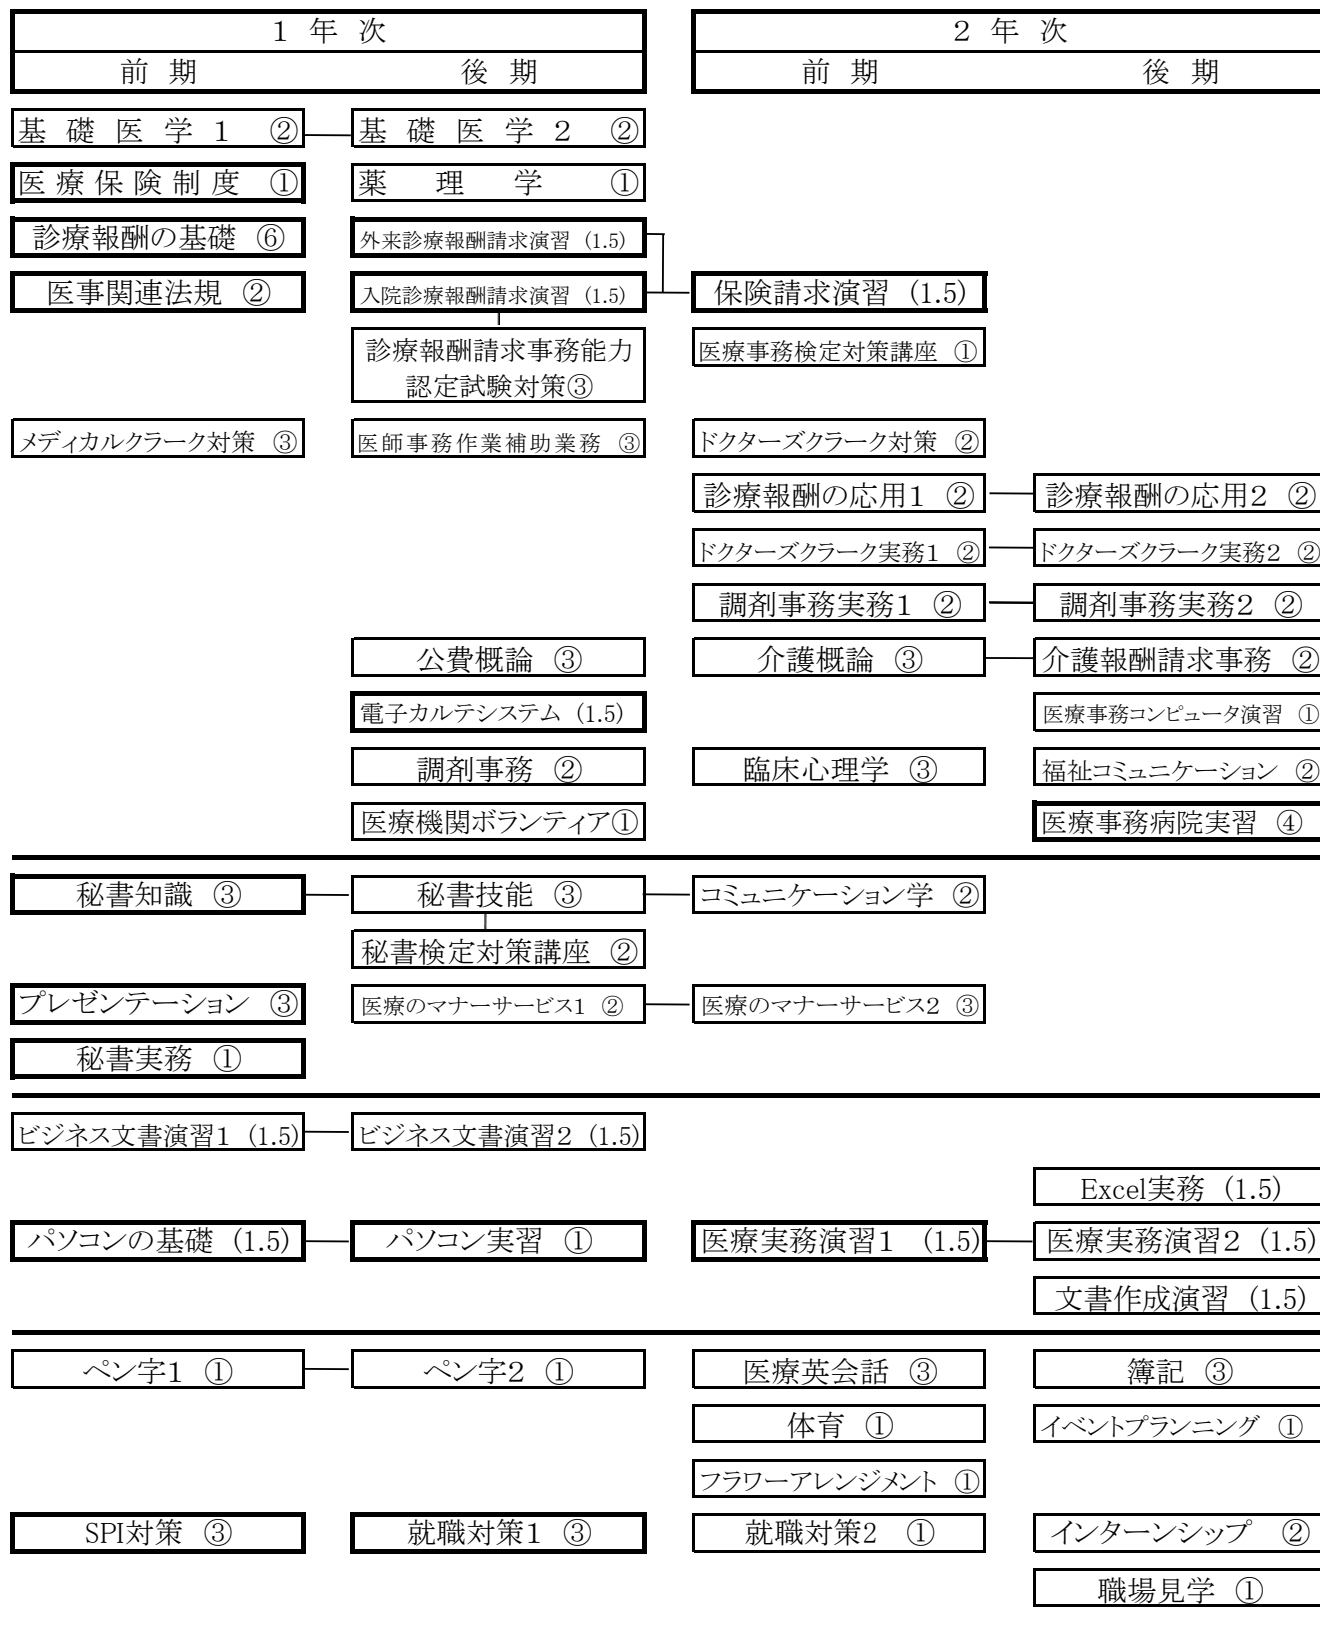 1 年 次
2 年 次
前 期
後 期
前 期
後 期
基 礎 医 学 1 ②
基 礎 医 学 2 ②
医療保険制度 ①
薬 理 学 ①
診療報酬の基礎 ⑥
外来診療報酬請求演習 (1.5)
医事関連法規 ②
入院診療報酬請求演習 (1.5)
保険請求演習 (1.5)
診療報酬請求事務能力
認定試験対策③
医療事務検定対策講座 ①
メディカルクラーク対策 ③
医師事務作業補助業務 ③
ドクターズクラーク対策 ②
診療報酬の応用1 ②
診療報酬の応用2 ②
ドクターズクラーク実務1 ②
ドクターズクラーク実務2 ②
調剤事務実務1 ②
調剤事務実務2 ②
公費概論 ③
介護概論 ③
介護報酬請求事務 ②
電子カルテシステム (1.5)
医療事務コンピュータ演習 ①
調剤事務 ②
臨床心理学 ③
福祉コミュニケーション ②
医療機関ボランティア①
医療事務病院実習 ④
秘書知識 ③
秘書技能 ③
コミュニケーション学 ②
秘書検定対策講座 ②
プレゼンテーション ③
医療のマナーサービス1 ②
医療のマナーサービス2 ③
秘書実務 ①
ビジネス文書演習1 (1.5)
ビジネス文書演習2 (1.5)
Excel実務 (1.5)
パソコンの基礎 (1.5)
パソコン実習 ①
医療実務演習1 (1.5)
医療実務演習2 (1.5)
文書作成演習 (1.5)
ペン字1 ①
ペン字2 ①
医療英会話 ③
簿記 ③
体育 ①
イベントプランニング ①
フラワーアレンジメント ①
SPI対策 ③
就職対策1 ③
就職対策2 ①
インターンシップ ②
職場見学 ①